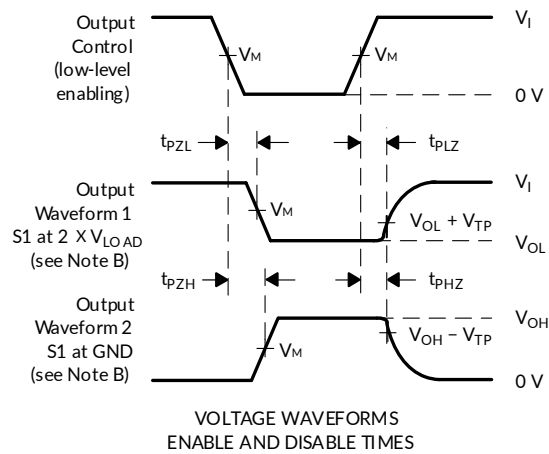 Output
Control
(low-level
enabling)
V_M
V_M
V_I
0 V
t_PZL
t_PLZ
Output
Waveform 1
S1 at 2 X V_LOAD
(see Note B)
V_M
V_I
V_OL + V_TP
V_OL
t_PZH
t_PHZ
Output
Waveform 2
S1 at GND
(see Note B)
V_M
V_OH
V_OH – V_TP
0 V
VOLTAGE WAVEFORMS
ENABLE AND DISABLE TIMES